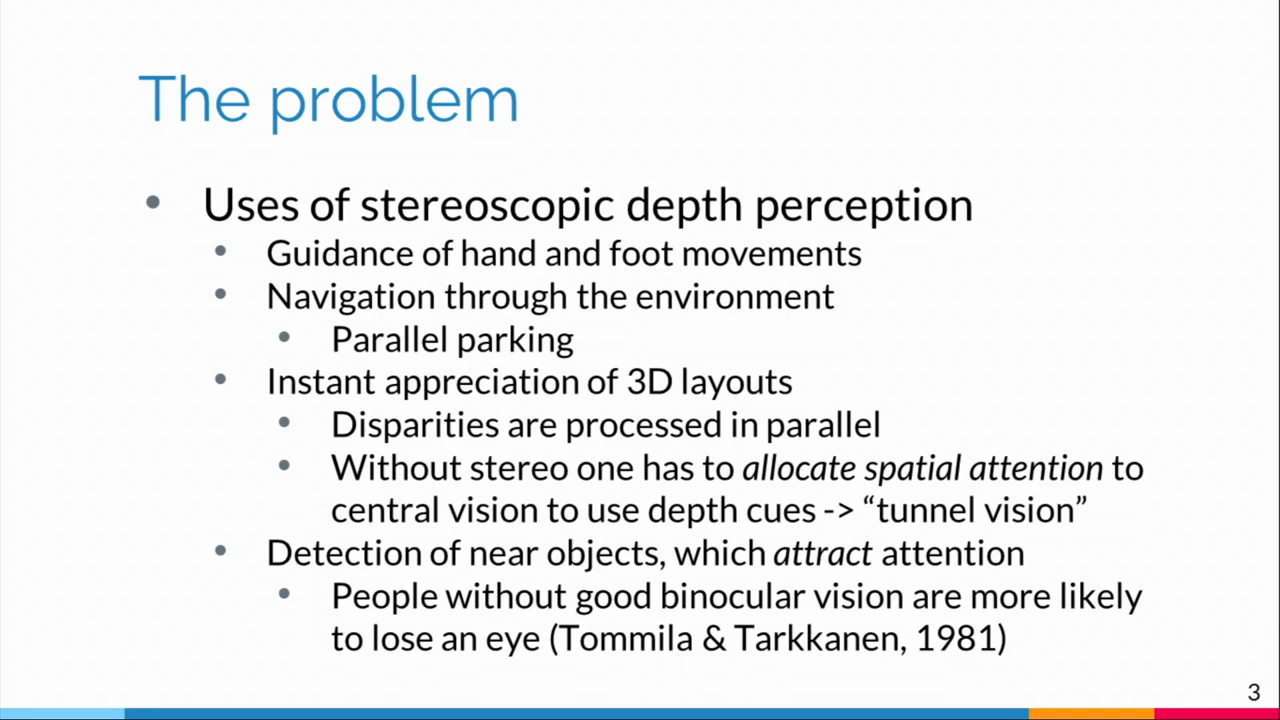 The problem
• Uses of stereoscopic depth perception
• Guidance of hand and foot movements
• Navigation through the environment
• Parallel parking
• Instant appreciation of 3D layouts
• Disparities are processed in parallel
• Without stereo one has to allocate spatial attention to
central vision to use depth cues -> “tunnel vision”
• Detection of near objects, which attract attention
• People without good binocular vision are more likely
to lose an eye (Tommila & Tarkkanen, 1981)
3